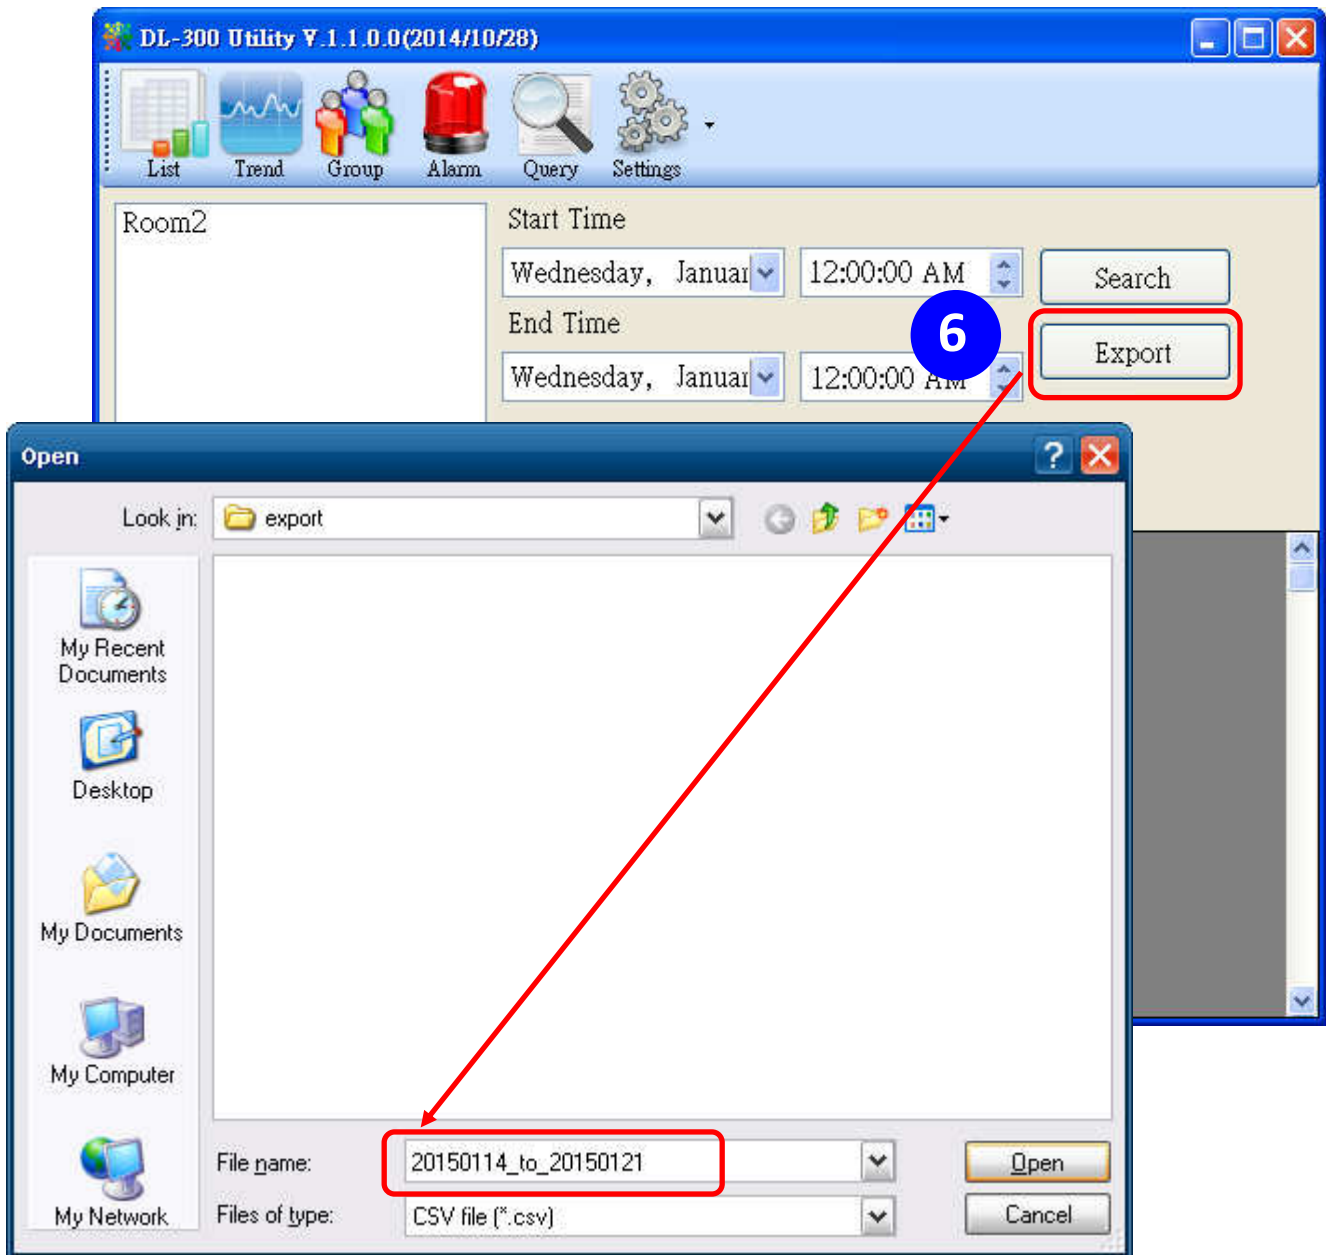 DL-300 Utility V.1.1.0.0(2014/10/28)
List Trend Group Alarm Query Settings
Room2
Start Time
Wednesday, Januar 12:00:00 AM Search
End Time
6
Export
Wednesday, Januar 12:00:00 AM
Open
?
Look in: export
My Recent
Documents
Desktop
My Documents
My Computer
My Network
File name: 20150114_to_20150121 Open
Files of type: CSV file (*.csv) Cancel